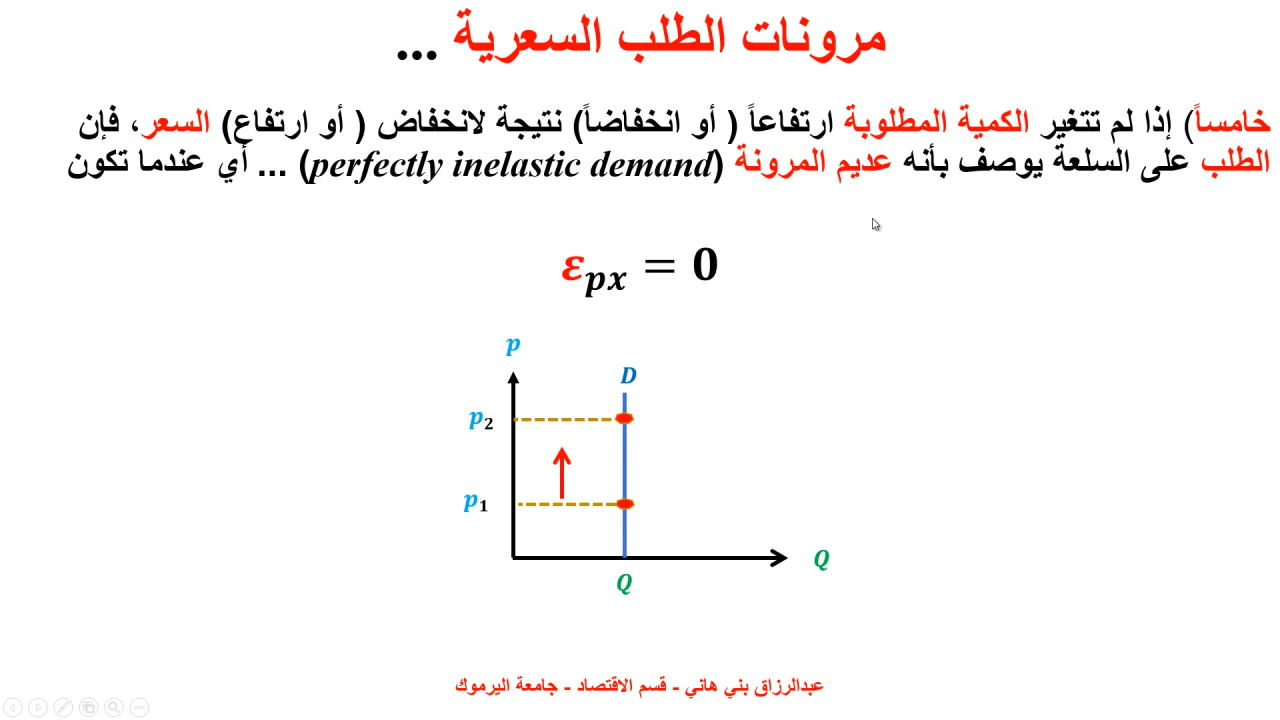 مرونات الطلب السعرية ...
خامساً) إذا لم تتغير الكمية المطلوبة ارتفاعاً ( أو انخفاضاً) نتيجة لانخفاض ( أو ارتفاع) السعر، فإن
الطلب على السلعة يوصف بأنه عديم المرونة (perfectly inelastic demand) ... أي عندما تكون
εpx = 0
p
D
p2
p1
Q
Q
عبدالرزاق بني هاني - قسم الاقتصاد - جامعة اليرموك